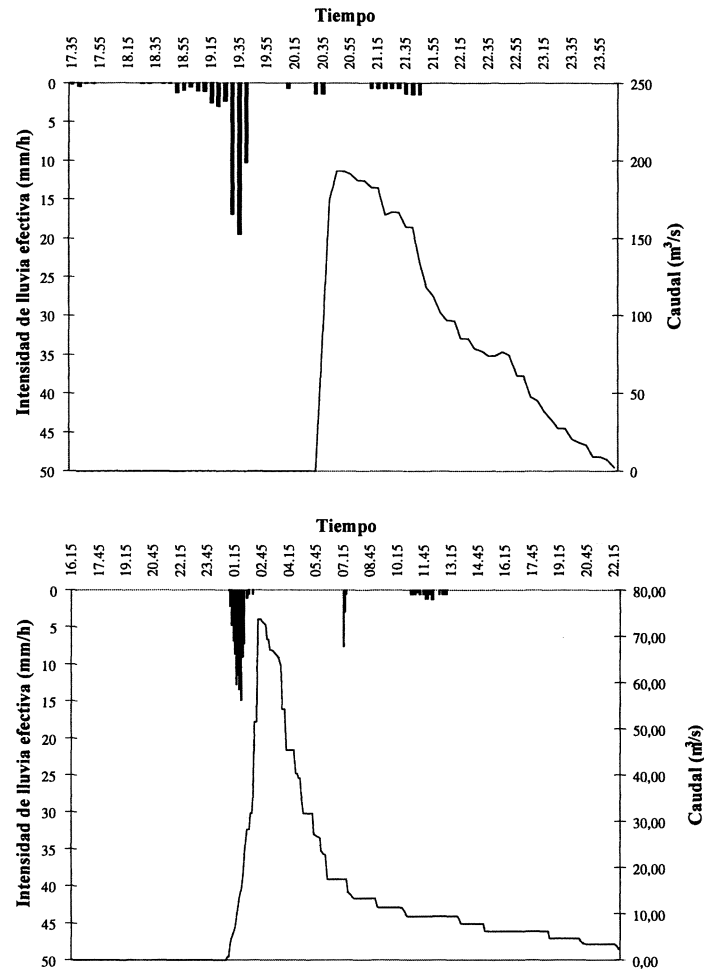 Tiempo
17.35 17.55 18.15 18.35 18.55 19.15 19.35 19.55 20.15 20.35 20.55 21.15 21.35 21.55 22.15 22.35 22.55 23.15 23.35 23.55
Intensidad de lluvia efectiva (mm/h)
0 5 10 15 20 25 30 35 40 45 50
250 200 150 100 50 0
Caudal (m³/s)
Tiempo
16.15 17.45 19.15 20.45 22.15 23.45 01.15 02.45 04.15 05.45 07.15 08.45 10.15 11.45 13.15 14.45 16.15 17.45 19.15 20.45 22.15
Intensidad de lluvia efectiva (mm/h)
0 5 10 15 20 25 30 35 40 45 50
80,00 70,00 60,00 50,00 40,00 30,00 20,00 10,00 0,00
Caudal (m³/s)